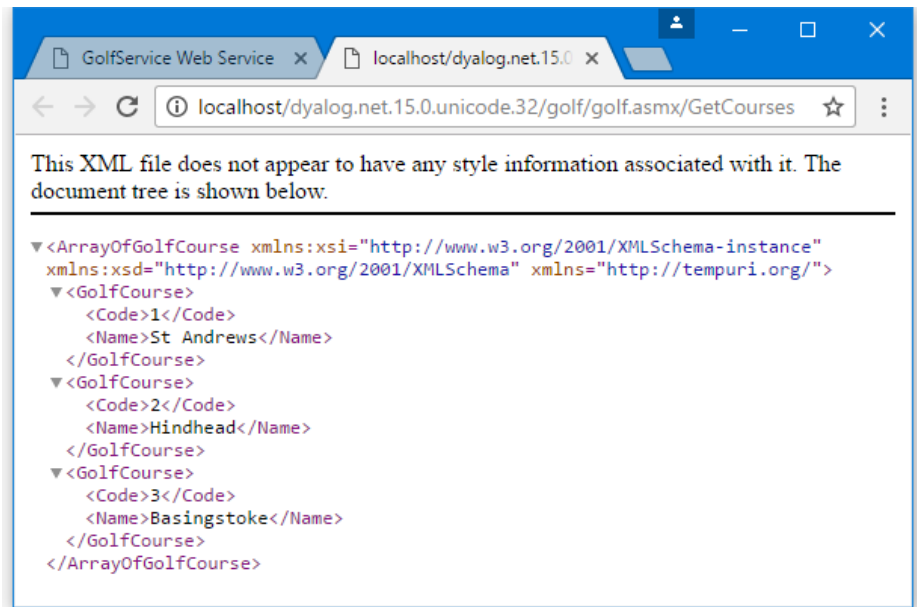 GolfService Web Service
localhost/dyalog.net.15.0
localhost/dyalog.net.15.0.unicode.32/golf/golf.asmx/GetCourses
This XML file does not appear to have any style information associated with it. The
document tree is shown below.
▼<ArrayOfGolfCourse xmlns:xsi="http://www.w3.org/2001/XMLSchema-instance"
xmlns:xsd="http://www.w3.org/2001/XMLSchema" xmlns="http://tempuri.org/">
▼<GolfCourse>
<Code>1</Code>
<Name>St Andrews</Name>
</GolfCourse>
▼<GolfCourse>
<Code>2</Code>
<Name>Hindhead</Name>
</GolfCourse>
▼<GolfCourse>
<Code>3</Code>
<Name>Basingstoke</Name>
</GolfCourse>
</ArrayOfGolfCourse>